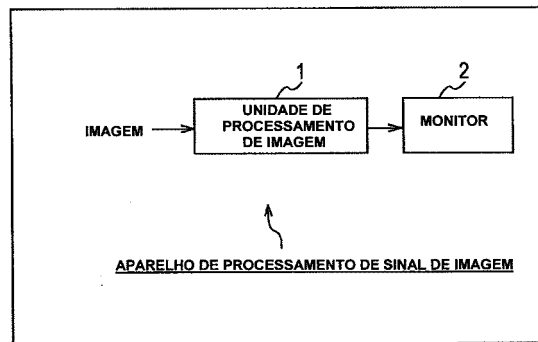 1
2
UNIDADE DE
PROCESSAMENTO
DE IMAGEM
MONITOR
IMAGEM
APARELHO DE PROCESSAMENTO DE SINAL DE IMAGEM